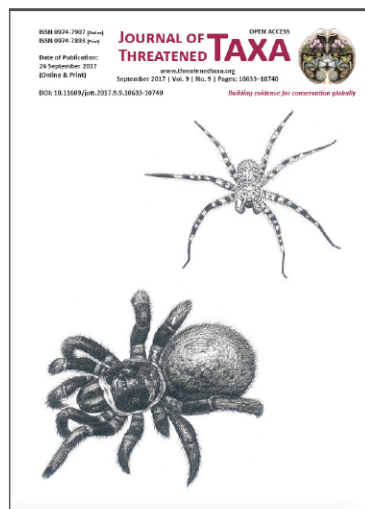 ISSN 0974-7907 (Online)
ISSN 0974-7893 (Print)
Date of Publication:
26 September 2017
(Online & Print)
DOI: 10.11609/jott.2017.9.9.10633-10740
OPEN ACCESS
JOURNAL OF
THREATENED TAXA
www.threatenedtaxa.org
September 2017 | Vol. 9 | No. 9 | Pages: 10633–10740
Building evidence for conservation globally